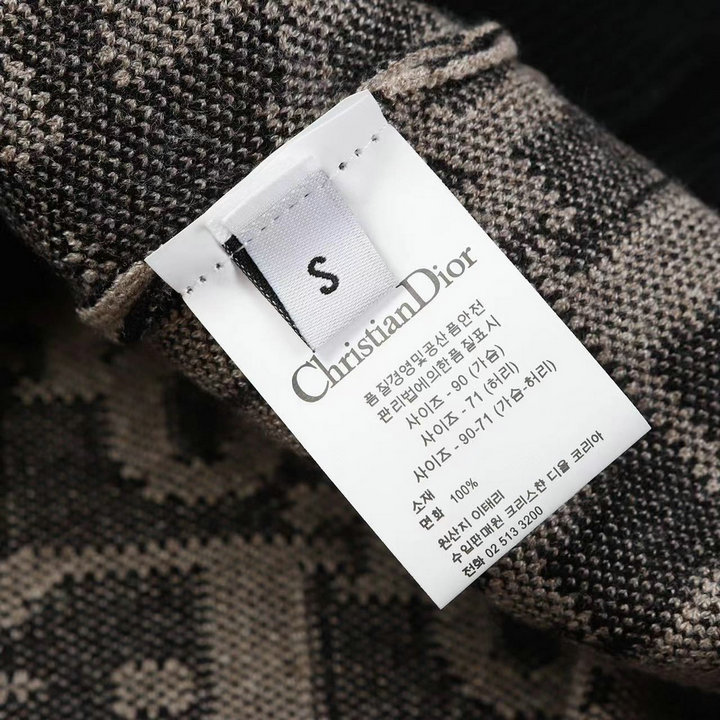 S
Christian Dior
품질경영및공산품안전
관리법에의한품질표시
사이즈 - 90 (가슴)
사이즈 - 71 (허리)
사이즈 - 90-71 (가슴-허리)
소재 100%
면화
원산지 이태리
수입판매원 크리스챤 디올 코리아
전화 02 513 3200